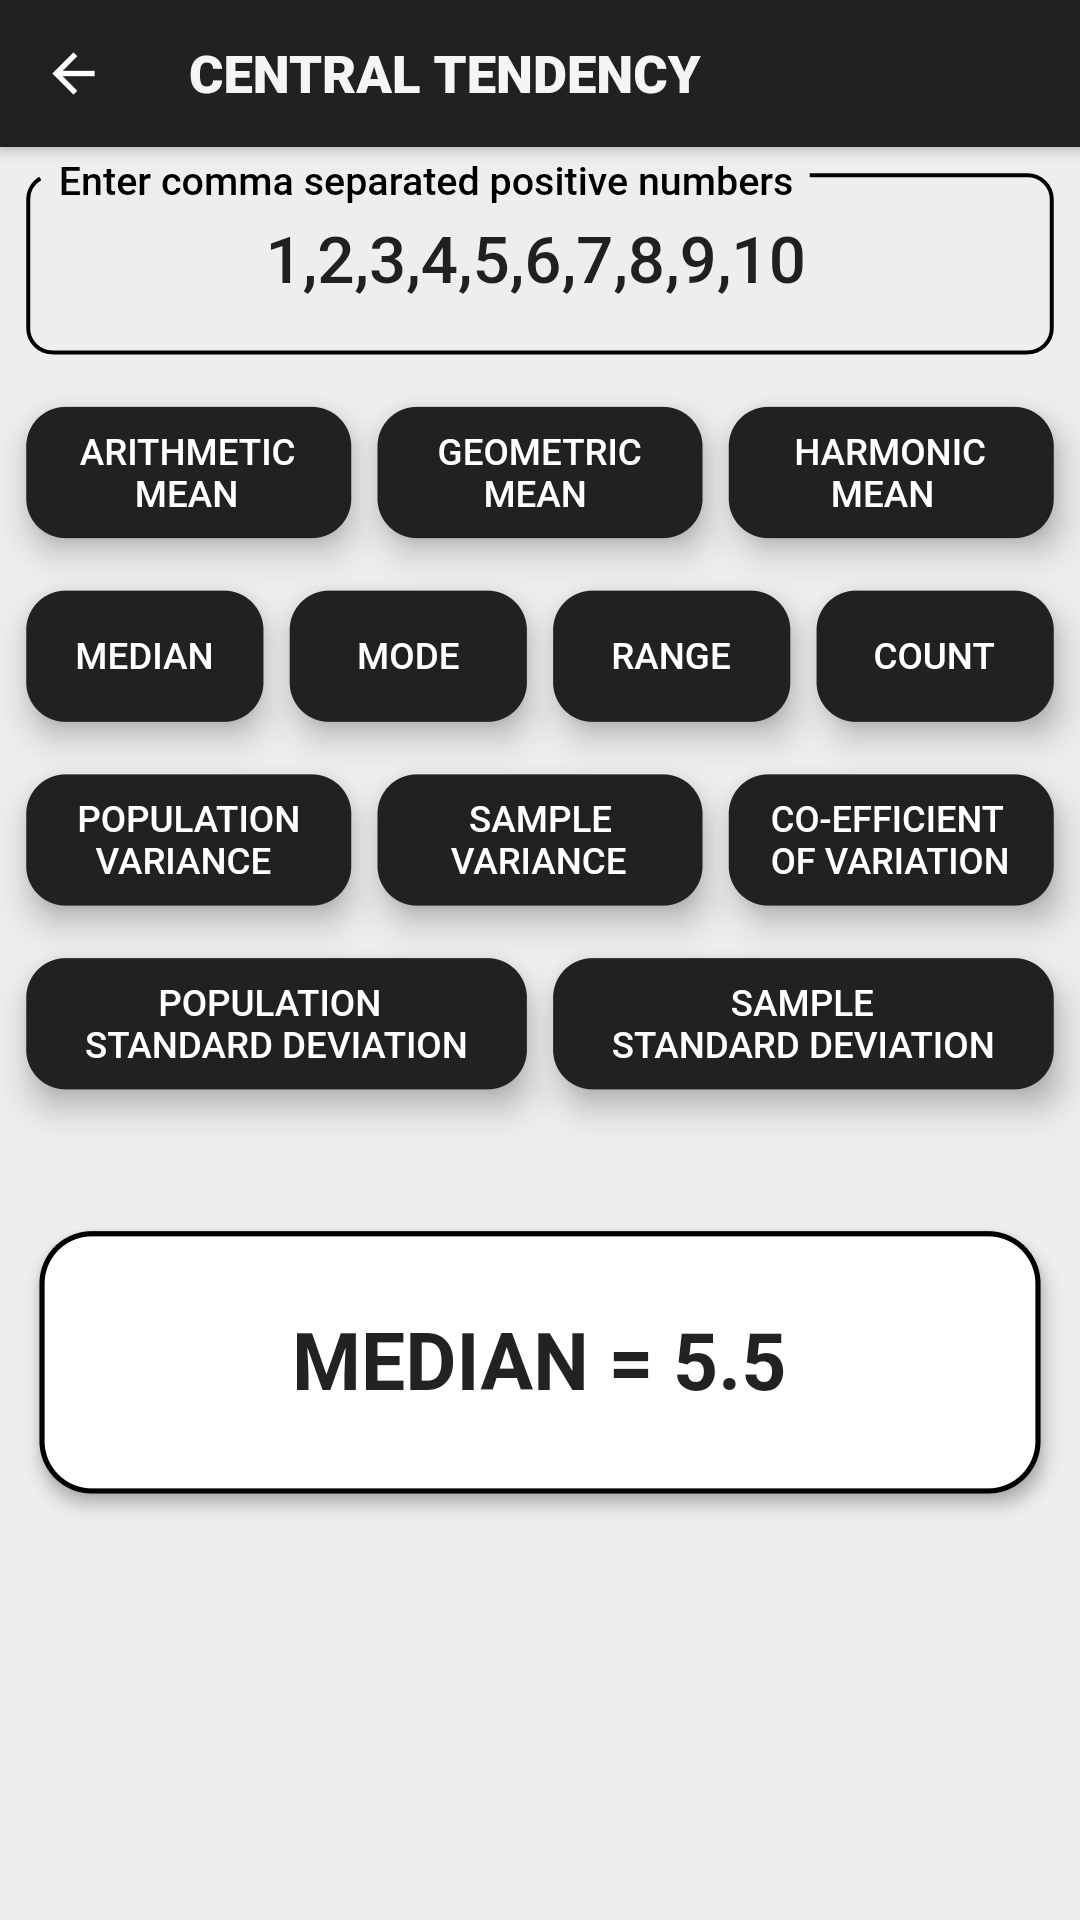 CENTRAL TENDENCY
Enter comma separated positive numbers
1,2,3,4,5,6,7,8,9,10
ARITHMETIC
MEAN
GEOMETRIC
MEAN
HARMONIC
MEAN
MEDIAN
MODE
RANGE
COUNT
POPULATION
VARIANCE
SAMPLE
VARIANCE
CO-EFFICIENT
OF VARIATION
POPULATION
STANDARD DEVIATION
SAMPLE
STANDARD DEVIATION
MEDIAN = 5.5